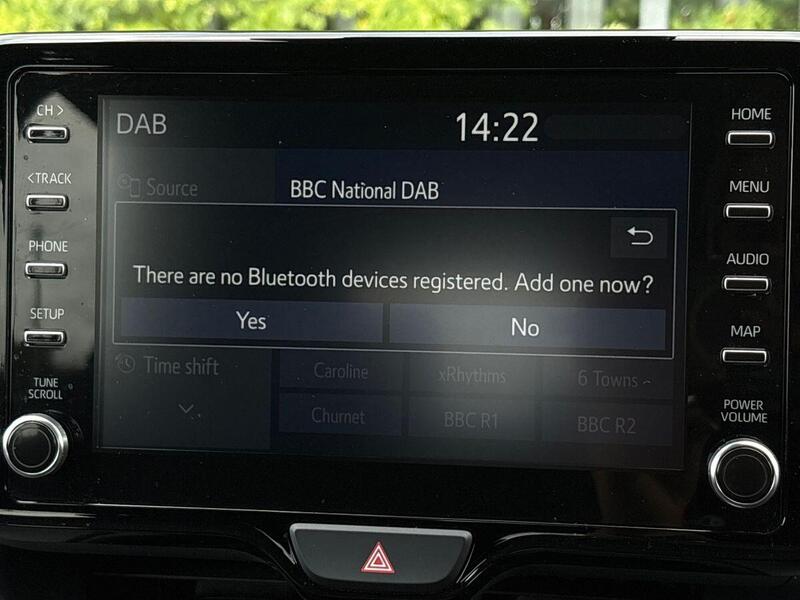 CH >
<TRACK
PHONE
SETUP
TUNE
SCROLL
DAB
14:22
Source
BBC National DAB
There are no Bluetooth devices registered. Add one now?
Yes
No
Time shift
Caroline
xRhythms
6 Towns
Churnet
BBC R1
BBC R2
HOME
MENU
AUDIO
MAP
POWER
VOLUME